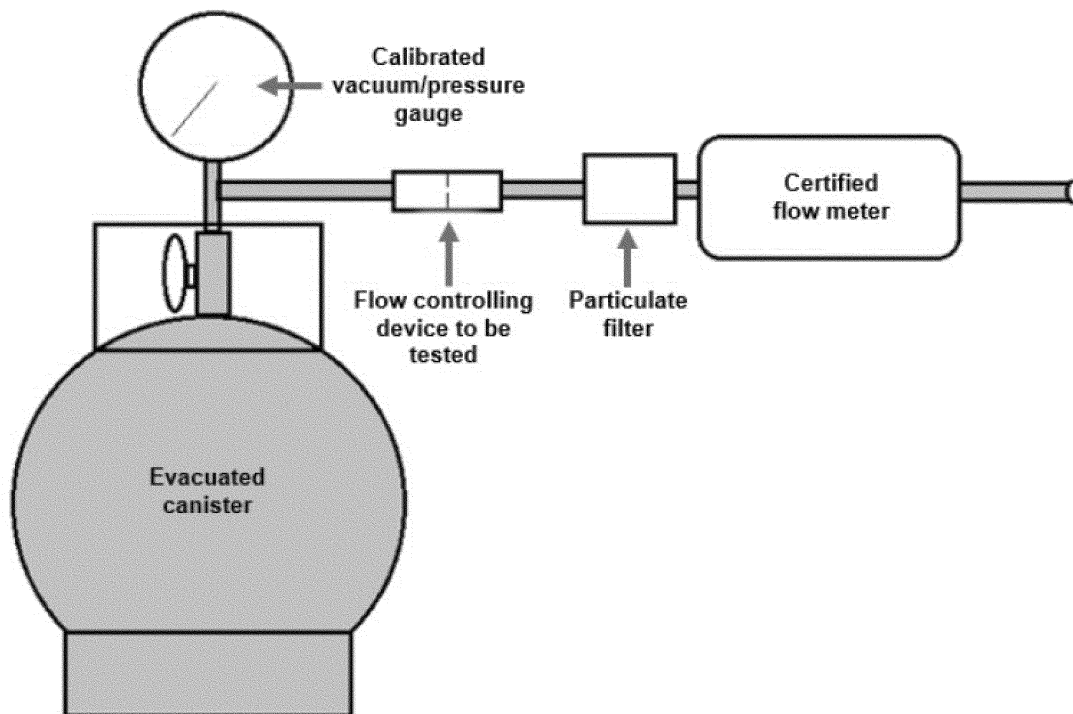 Calibrated
vacuum/pressure
gauge
Certified
flow meter
Flow controlling
device to be
tested
Particulate
filter
Evacuated
canister